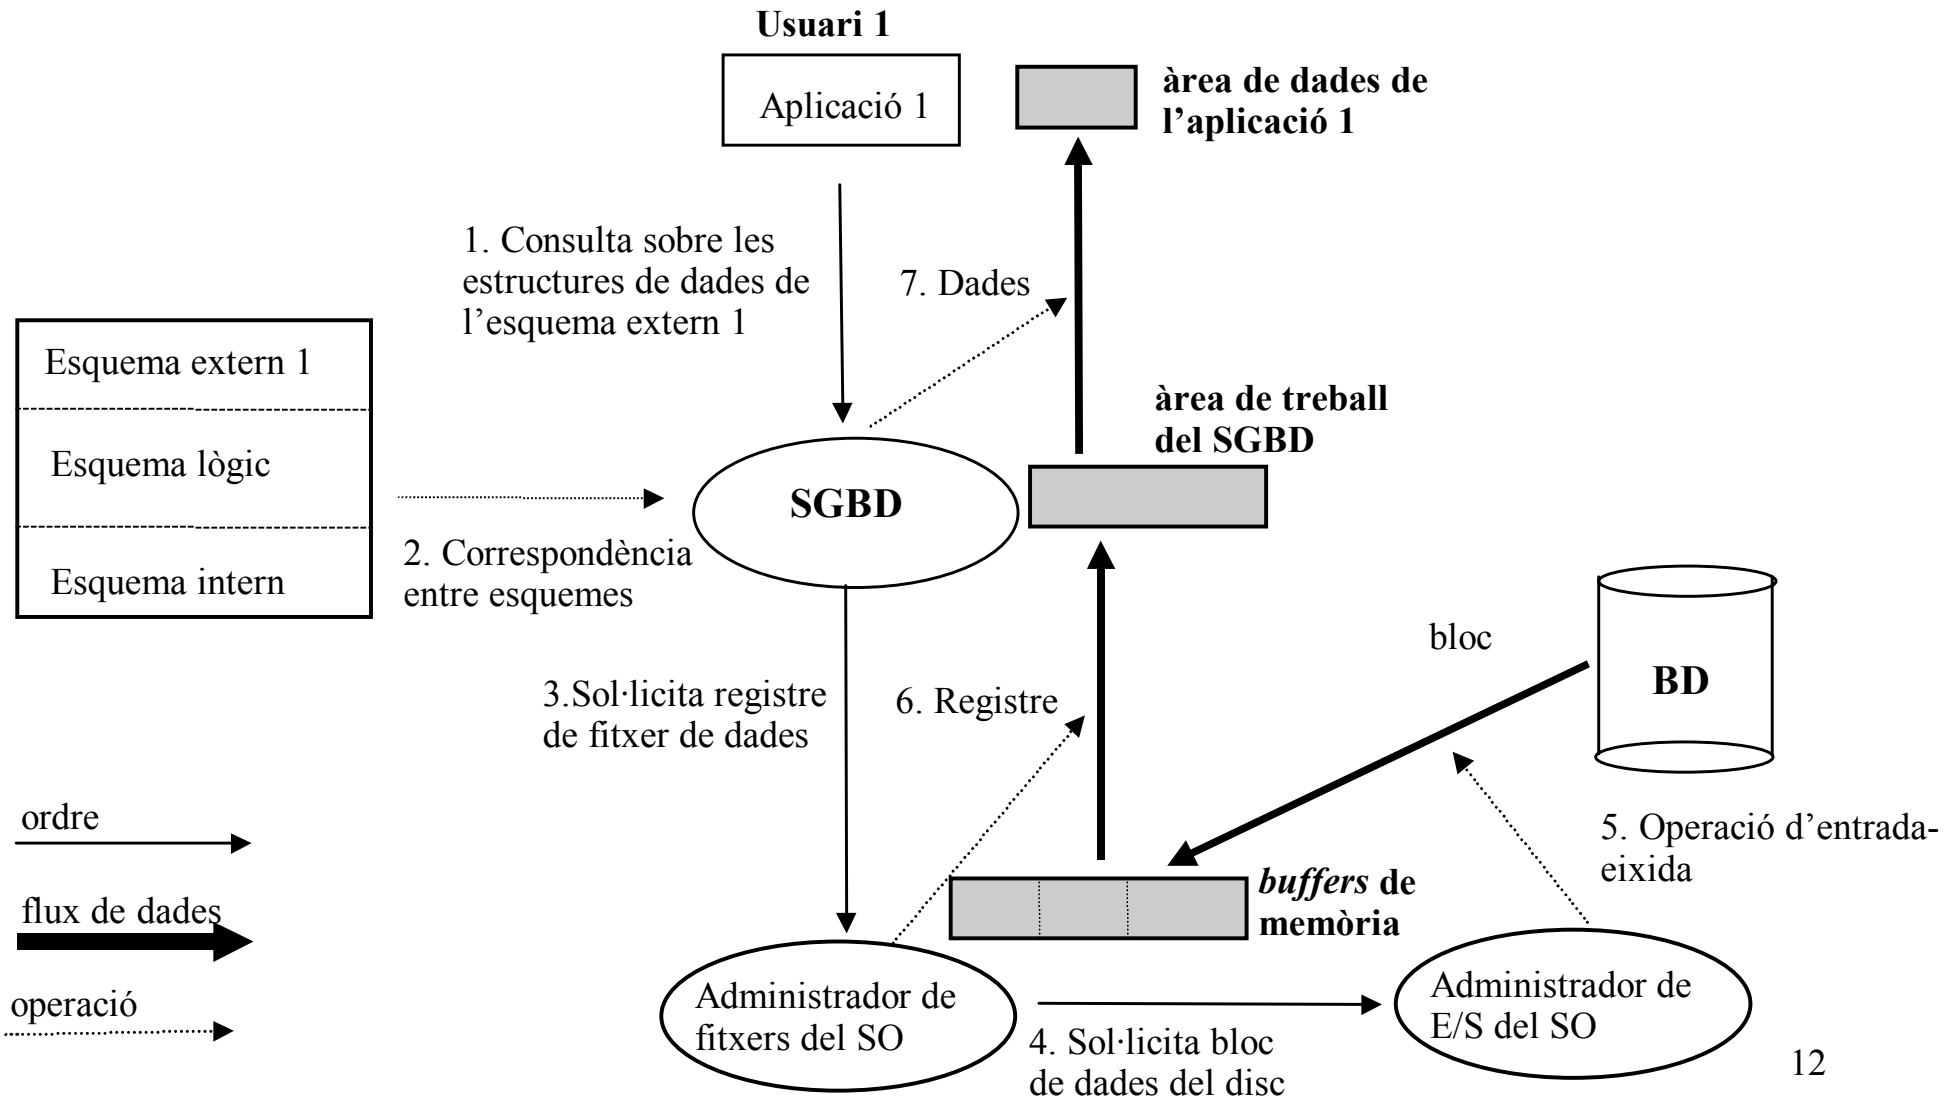 Usuari 1
Aplicació 1
àrea de dades de
l’aplicació 1
1. Consulta sobre les
estructures de dades de
l’esquema extern 1
7. Dades
Esquema extern 1
Esquema lògic
Esquema intern
àrea de treball
del SGBD
SGBD
2. Correspondència
entre esquemes
bloc
BD
3.Sol·licita registre
de fitxer de dades
6. Registre
ordre
flux de dades
operació
5. Operació d’entrada-
eixida
buffers de
memòria
Administrador de
fitxers del SO
4. Sol·licita bloc
de dades del disc
Administrador de
E/S del SO
12